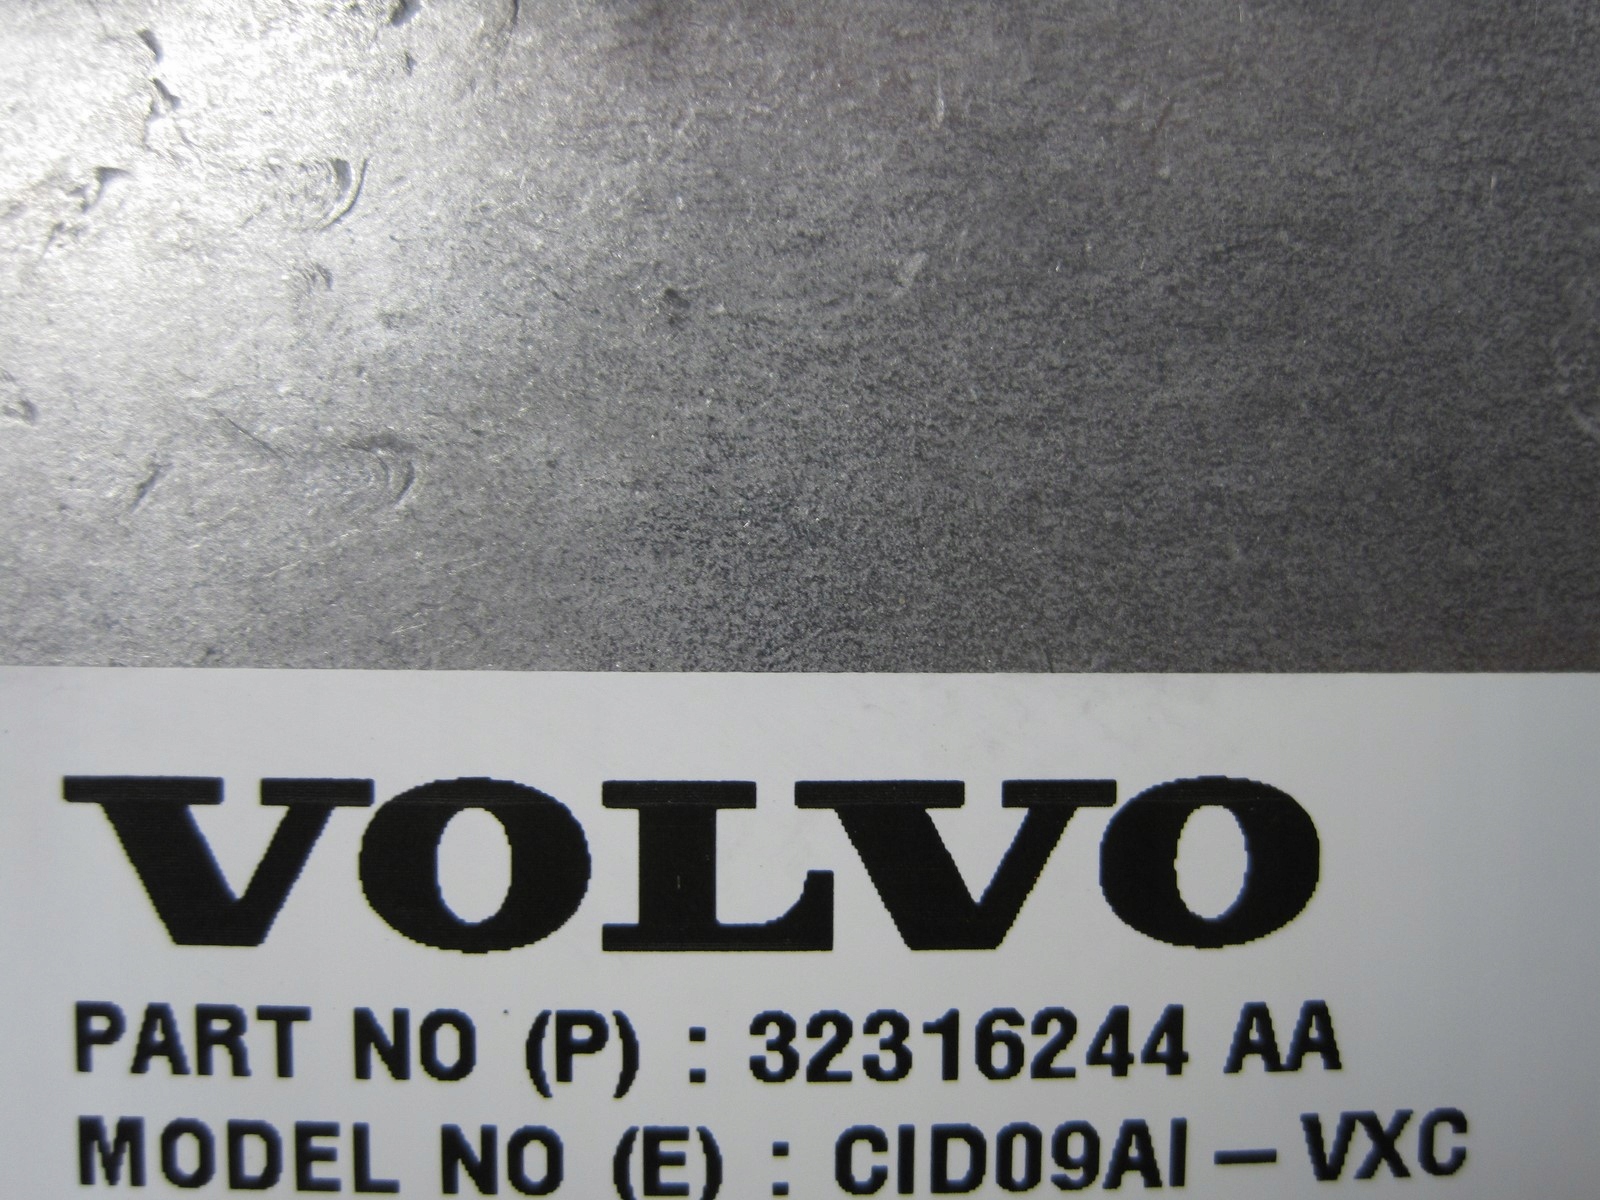 VOLVO
PART NO (P) : 32316244 AA
MODEL NO (E) : CID09AI-VXC